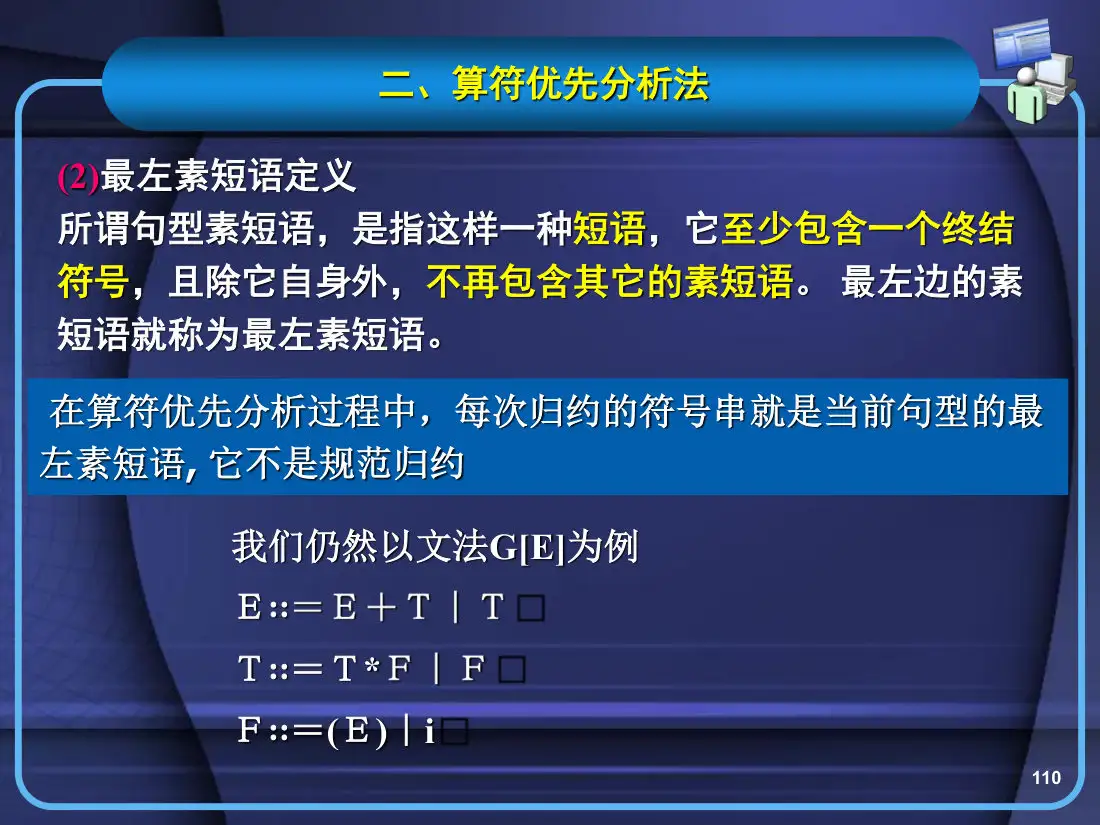 二、算符优先分析法
(2)最左素短语定义
所谓句型素短语，是指这样一种短语，它至少包含一个终结
符号，且除它自身外，不再包含其它的素短语。 最左边的素
短语就称为最左素短语。
在算符优先分析过程中，每次归约的符号串就是当前句型的最
左素短语, 它不是规范归约
我们仍然以文法G[E]为例
Ｅ::＝Ｅ＋Ｔ｜Ｔ□
Ｔ::＝Ｔ*Ｆ｜Ｆ□
Ｆ::＝(Ｅ)｜i□
110